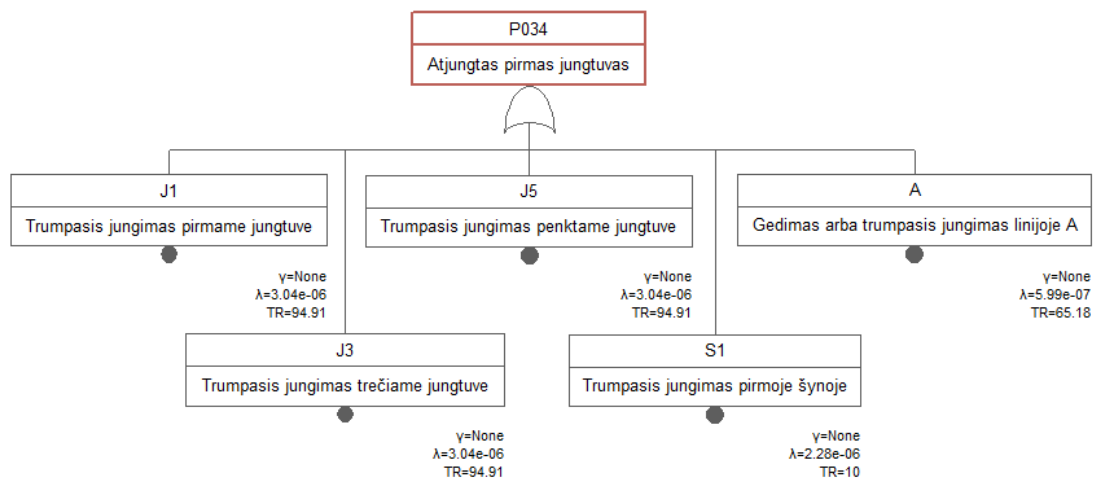 P034
Atjungtas pirmas jungtuvas
J1
Trumpasis jungimas pirmame jungtuve
γ=None
λ=3.04e-06
TR=94.91
J5
Trumpasis jungimas penktame jungtuve
γ=None
λ=3.04e-06
TR=94.91
A
Gedimas arba trumpasis jungimas linijoje A
γ=None
λ=5.99e-07
TR=65.18
J3
Trumpasis jungimas trečiame jungtuve
γ=None
λ=3.04e-06
TR=94.91
S1
Trumpasis jungimas pirmoje šynoje
γ=None
λ=2.28e-06
TR=10